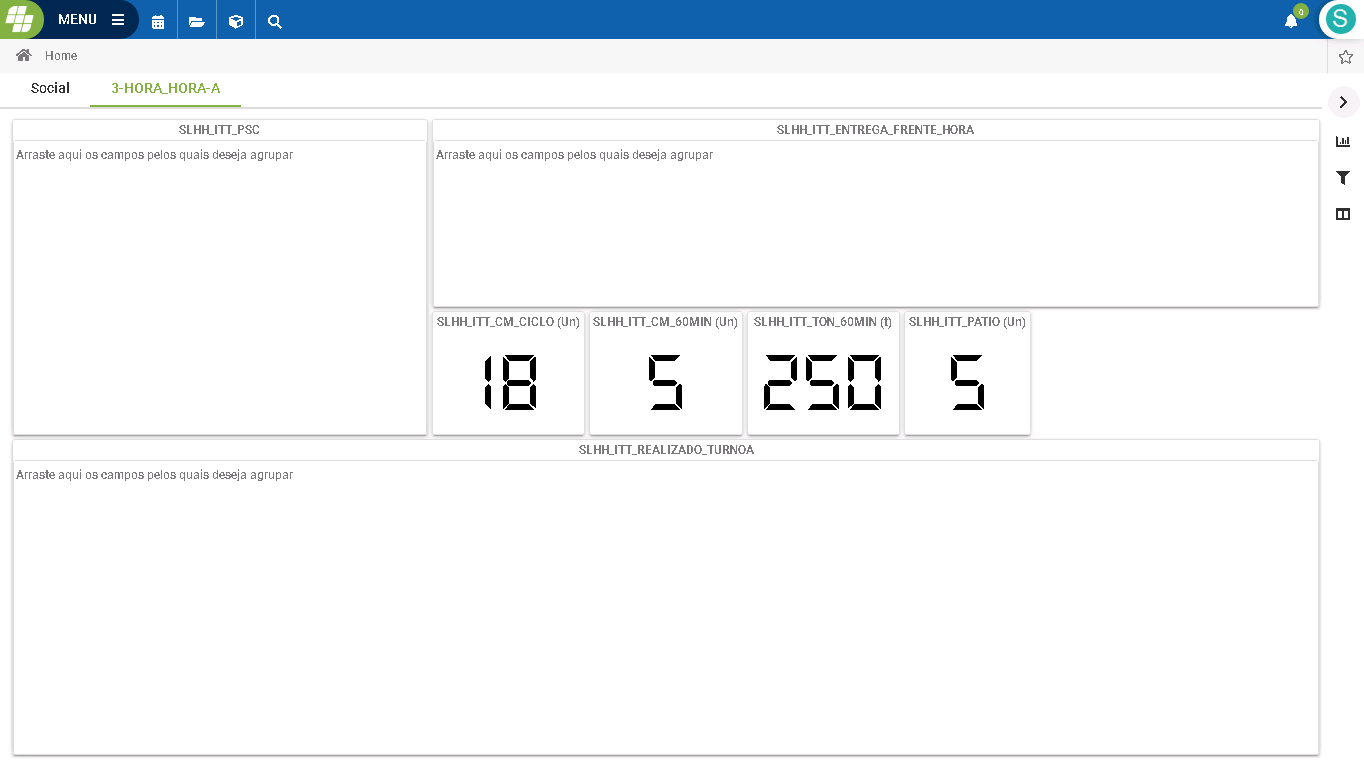 MENU
0
S
Home
Social
3-HORA_HORA-A
SLHH_ITT_PSC
Arraste aqui os campos pelos quais deseja agrupar
SLHH_ITT_ENTREGA_FRENTE_HORA
Arraste aqui os campos pelos quais deseja agrupar
SLHH_ITT_CM_CICLO (Un)
18
SLHH_ITT_CM_60MIN (Un)
5
SLHH_ITT_TON_60MIN (t)
250
SLHH_ITT_PATIO (Un)
5
SLHH_ITT_REALIZADO_TURNOA
Arraste aqui os campos pelos quais deseja agrupar